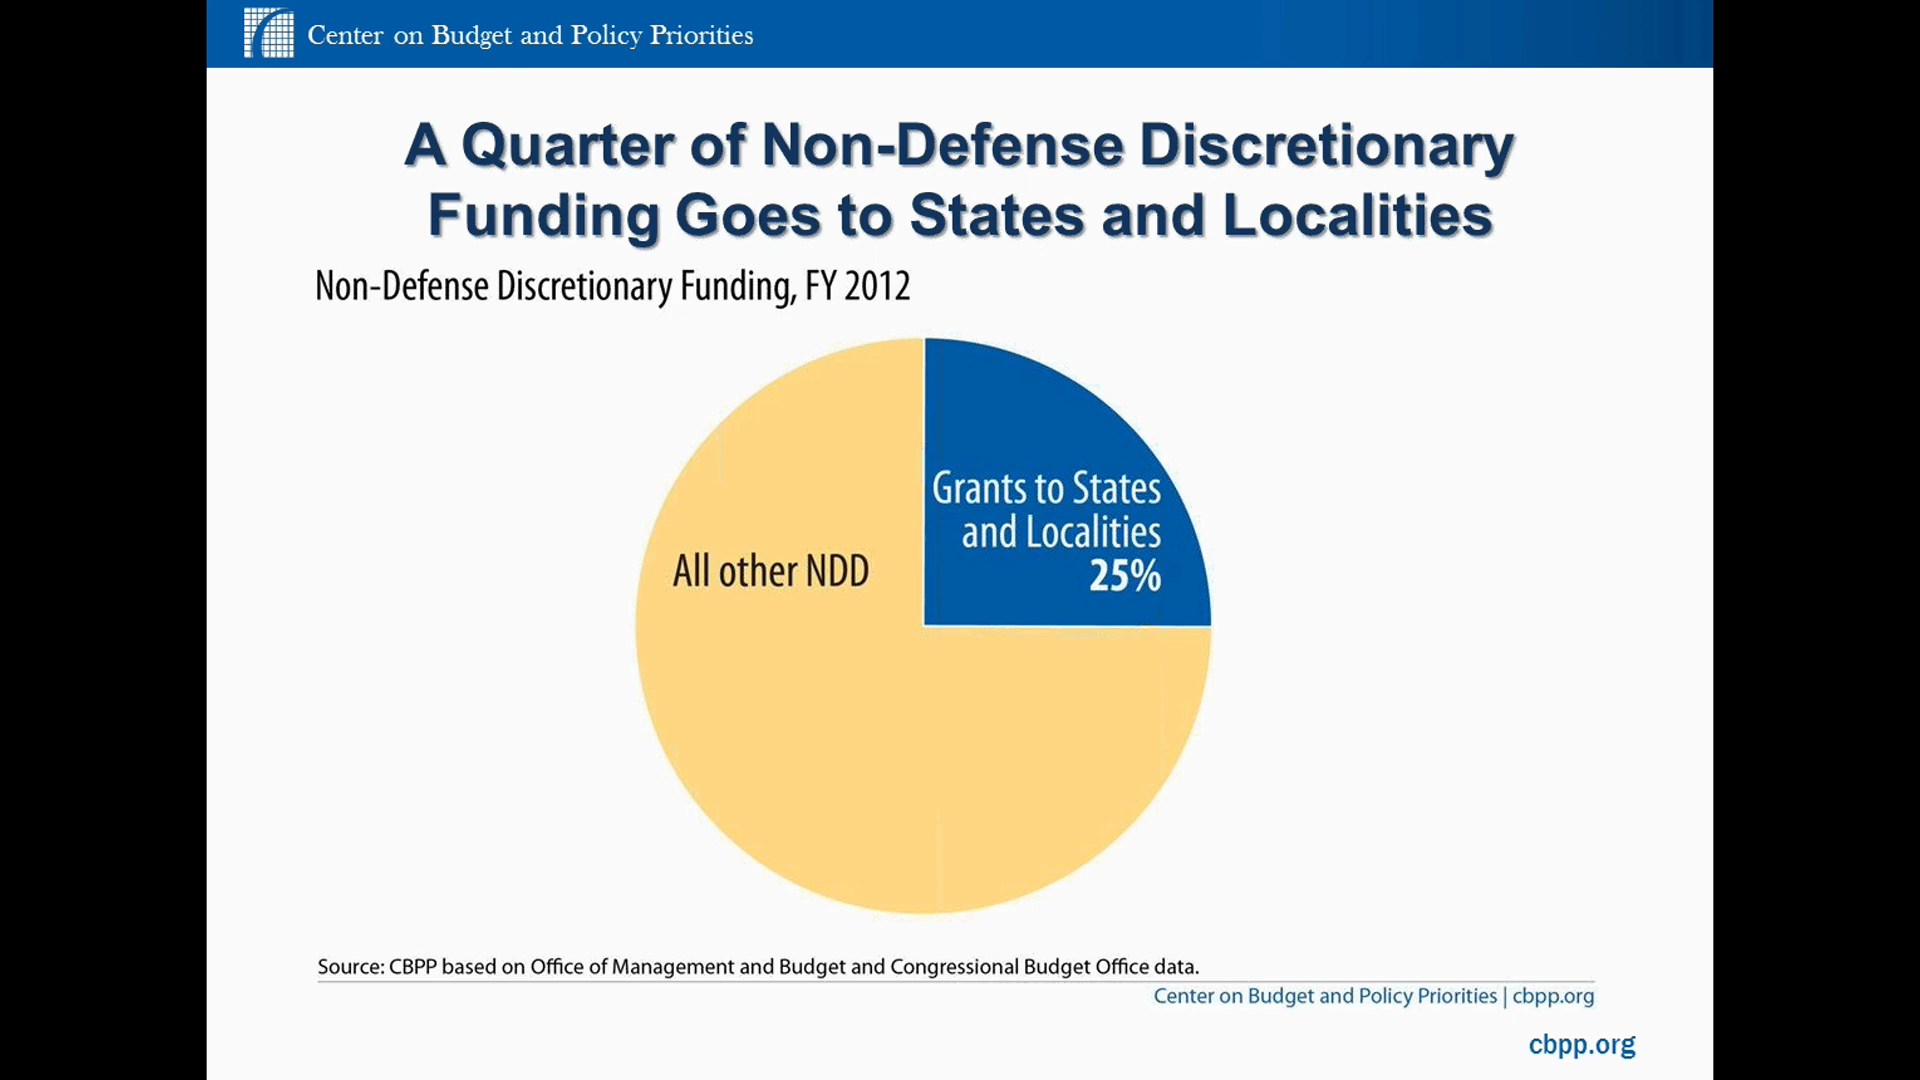 Center on Budget and Policy Priorities
A Quarter of Non-Defense Discretionary
Funding Goes to States and Localities
Non-Defense Discretionary Funding, FY 2012
Grants to States
and Localities
25%
All other NDD
Source: CBPP based on Office of Management and Budget and Congressional Budget Office data.
Center on Budget and Policy Priorities | cbpp.org
cbpp.org